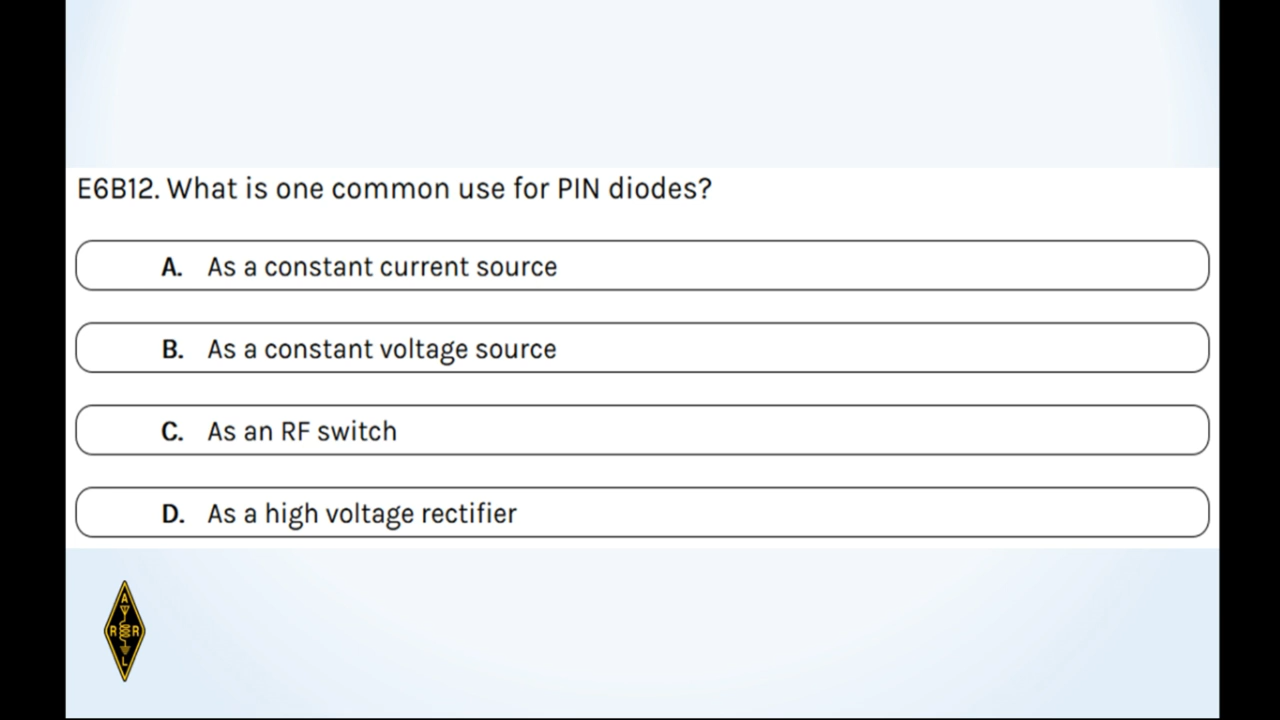 E6B12. What is one common use for PIN diodes?
A. As a constant current source
B. As a constant voltage source
C. As an RF switch
D. As a high voltage rectifier
A
R R
L